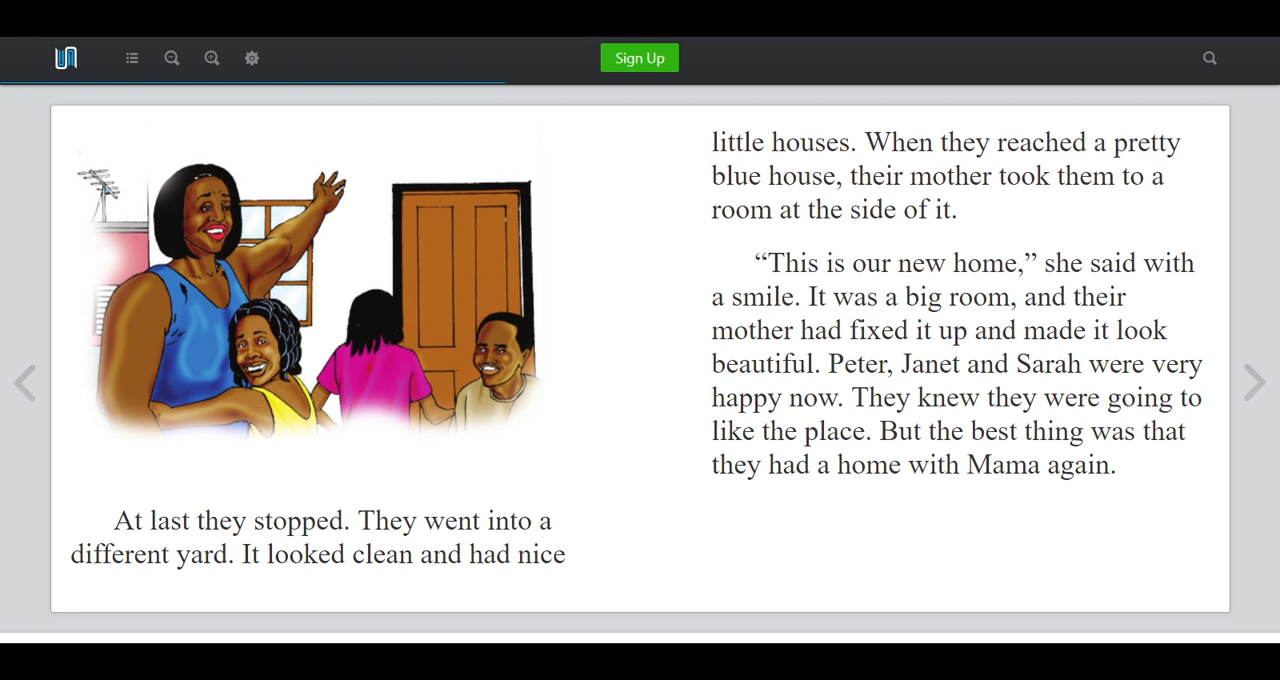 Sign Up
At last they stopped. They went into a
different yard. It looked clean and had nice
little houses. When they reached a pretty
blue house, their mother took them to a
room at the side of it.
“This is our new home,” she said with
a smile. It was a big room, and their
mother had fixed it up and made it look
beautiful. Peter, Janet and Sarah were very
happy now. They knew they were going to
like the place. But the best thing was that
they had a home with Mama again.